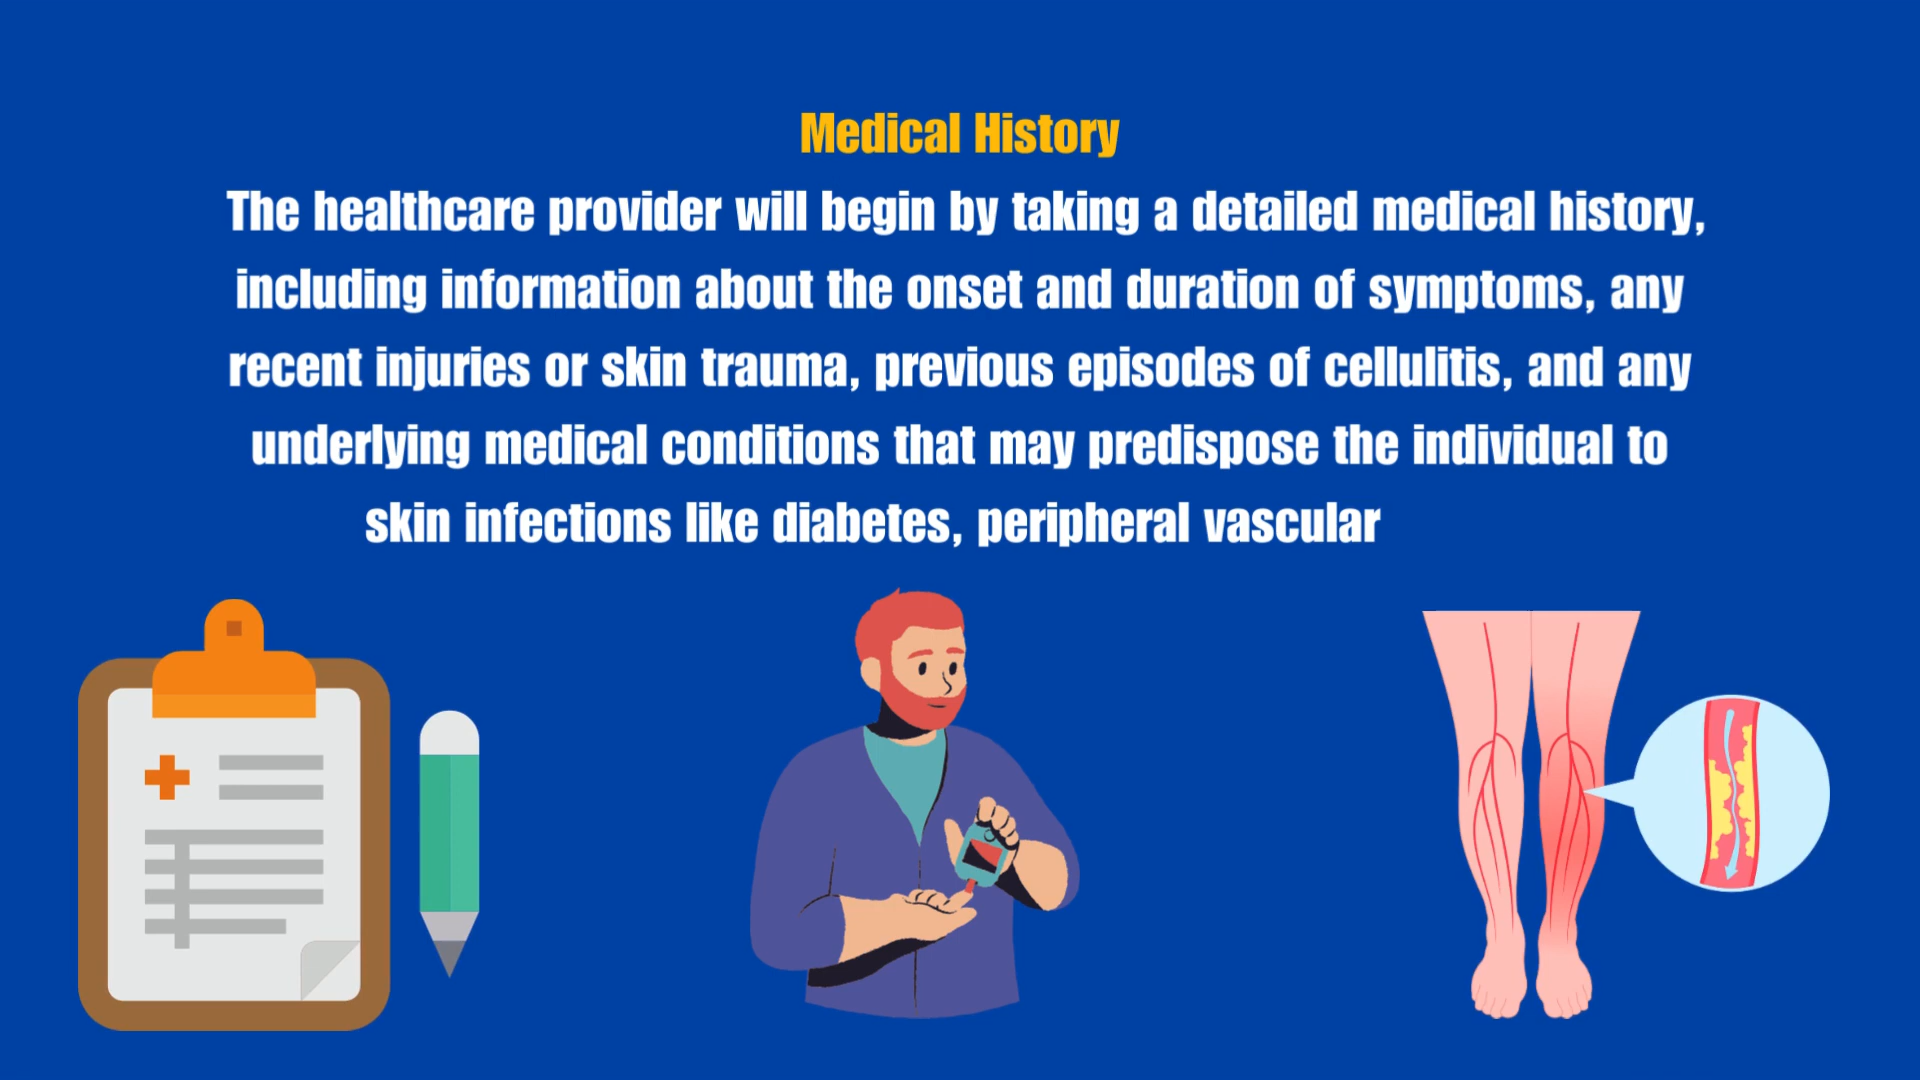 Medical History
The healthcare provider will begin by taking a detailed medical history,
including information about the onset and duration of symptoms, any
recent injuries or skin trauma, previous episodes of cellulitis, and any
underlying medical conditions that may predispose the individual to
skin infections like diabetes, peripheral vascular